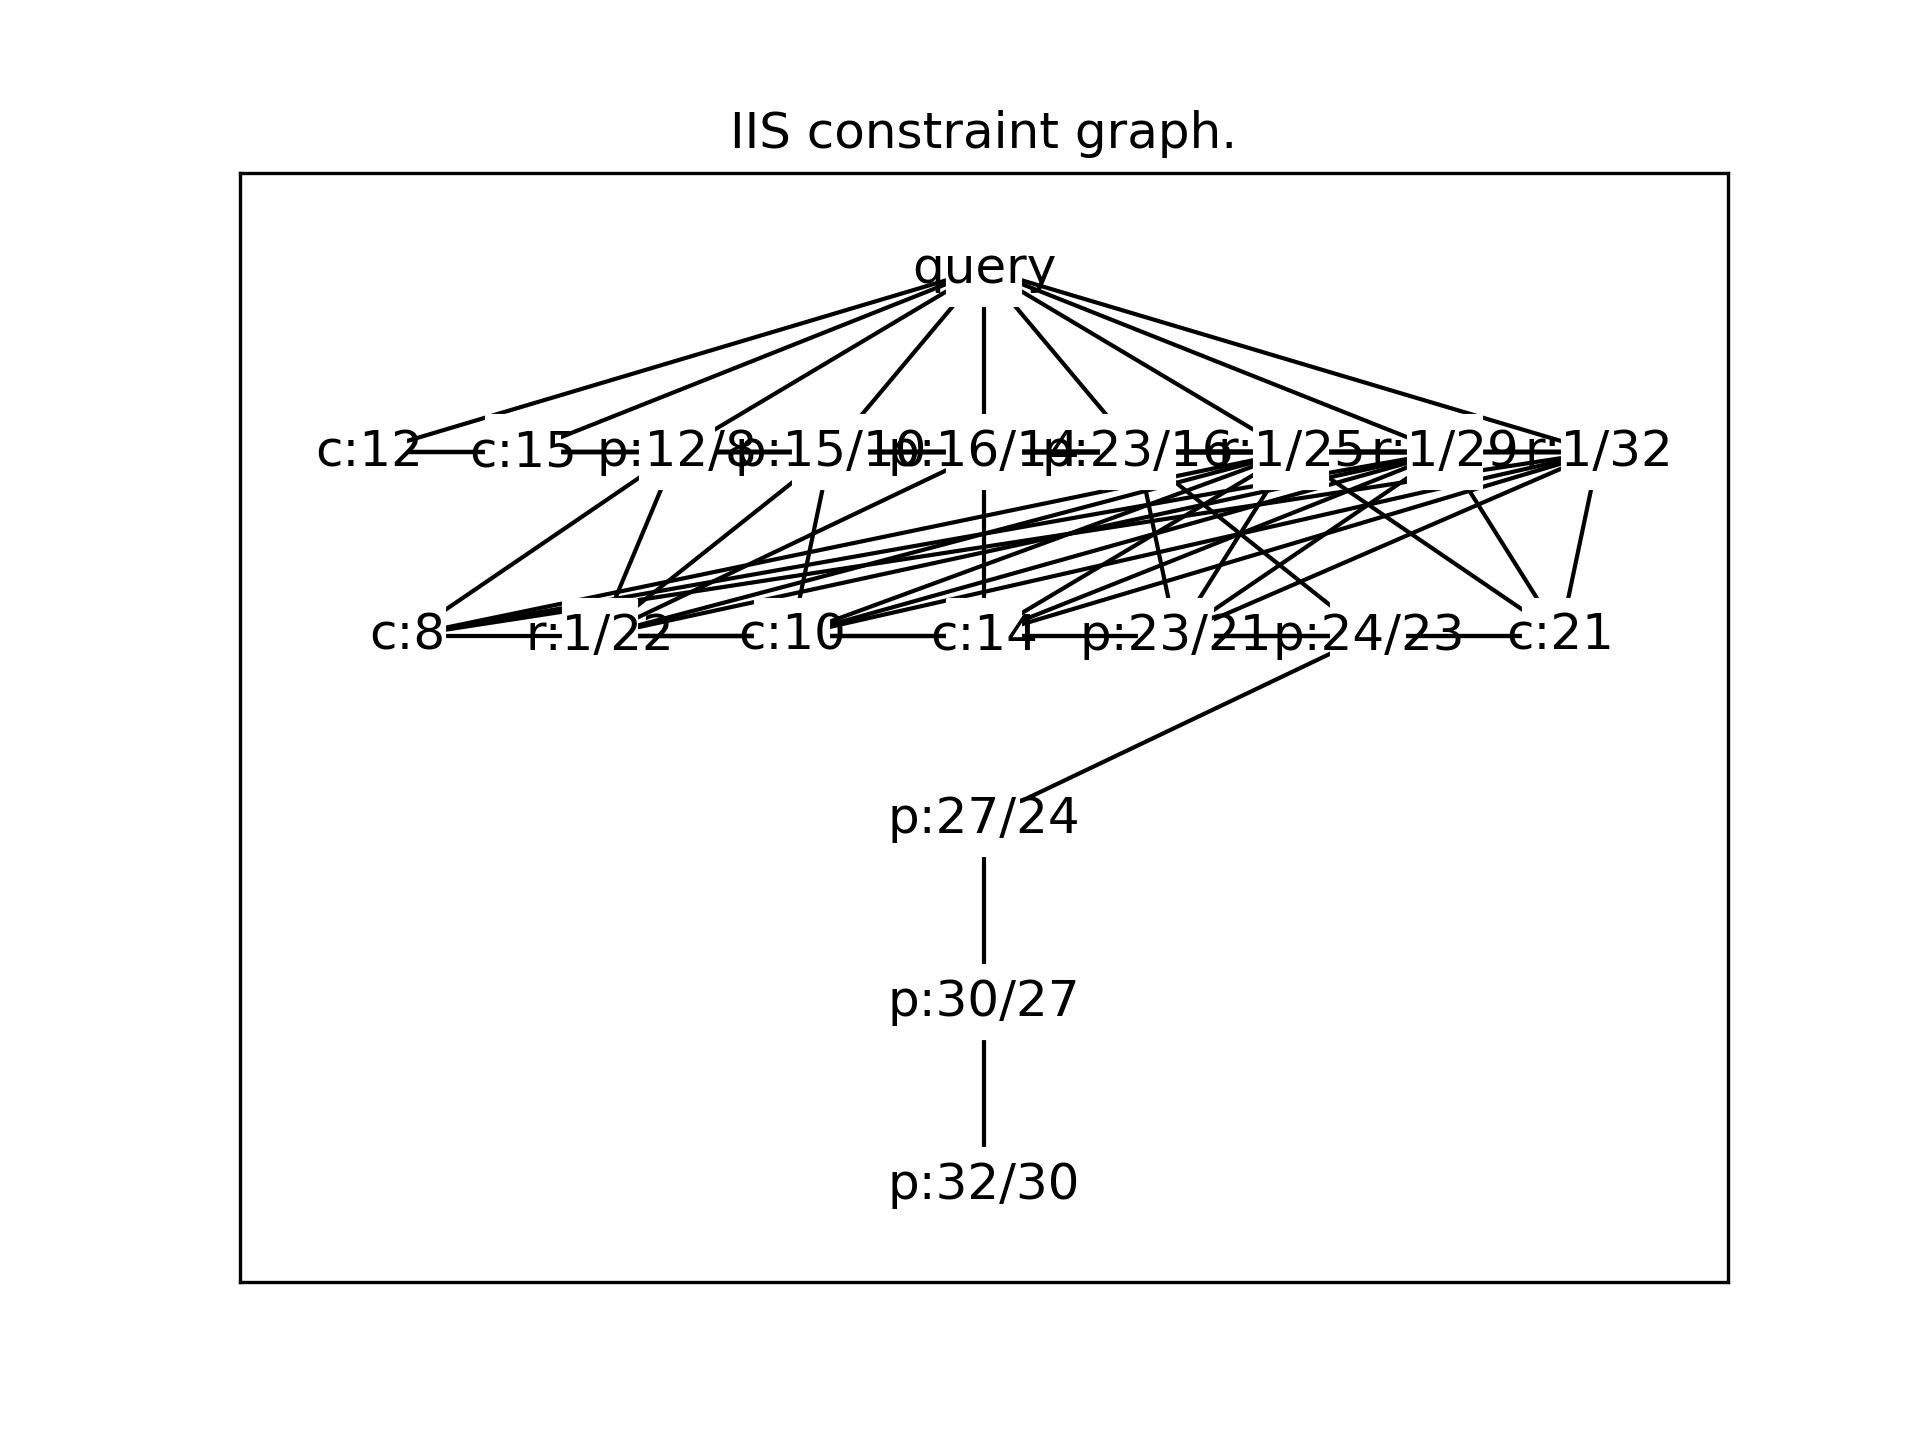 IIS constraint graph.
query
c:12 c:15 p:12/8 p:15/10 p:16/14 p:23/16 r:1/25 r:1/29 r:1/32
c:8 r:1/22 c:10 c:14 p:23/21 p:24/23 c:21
p:27/24
p:30/27
p:32/30